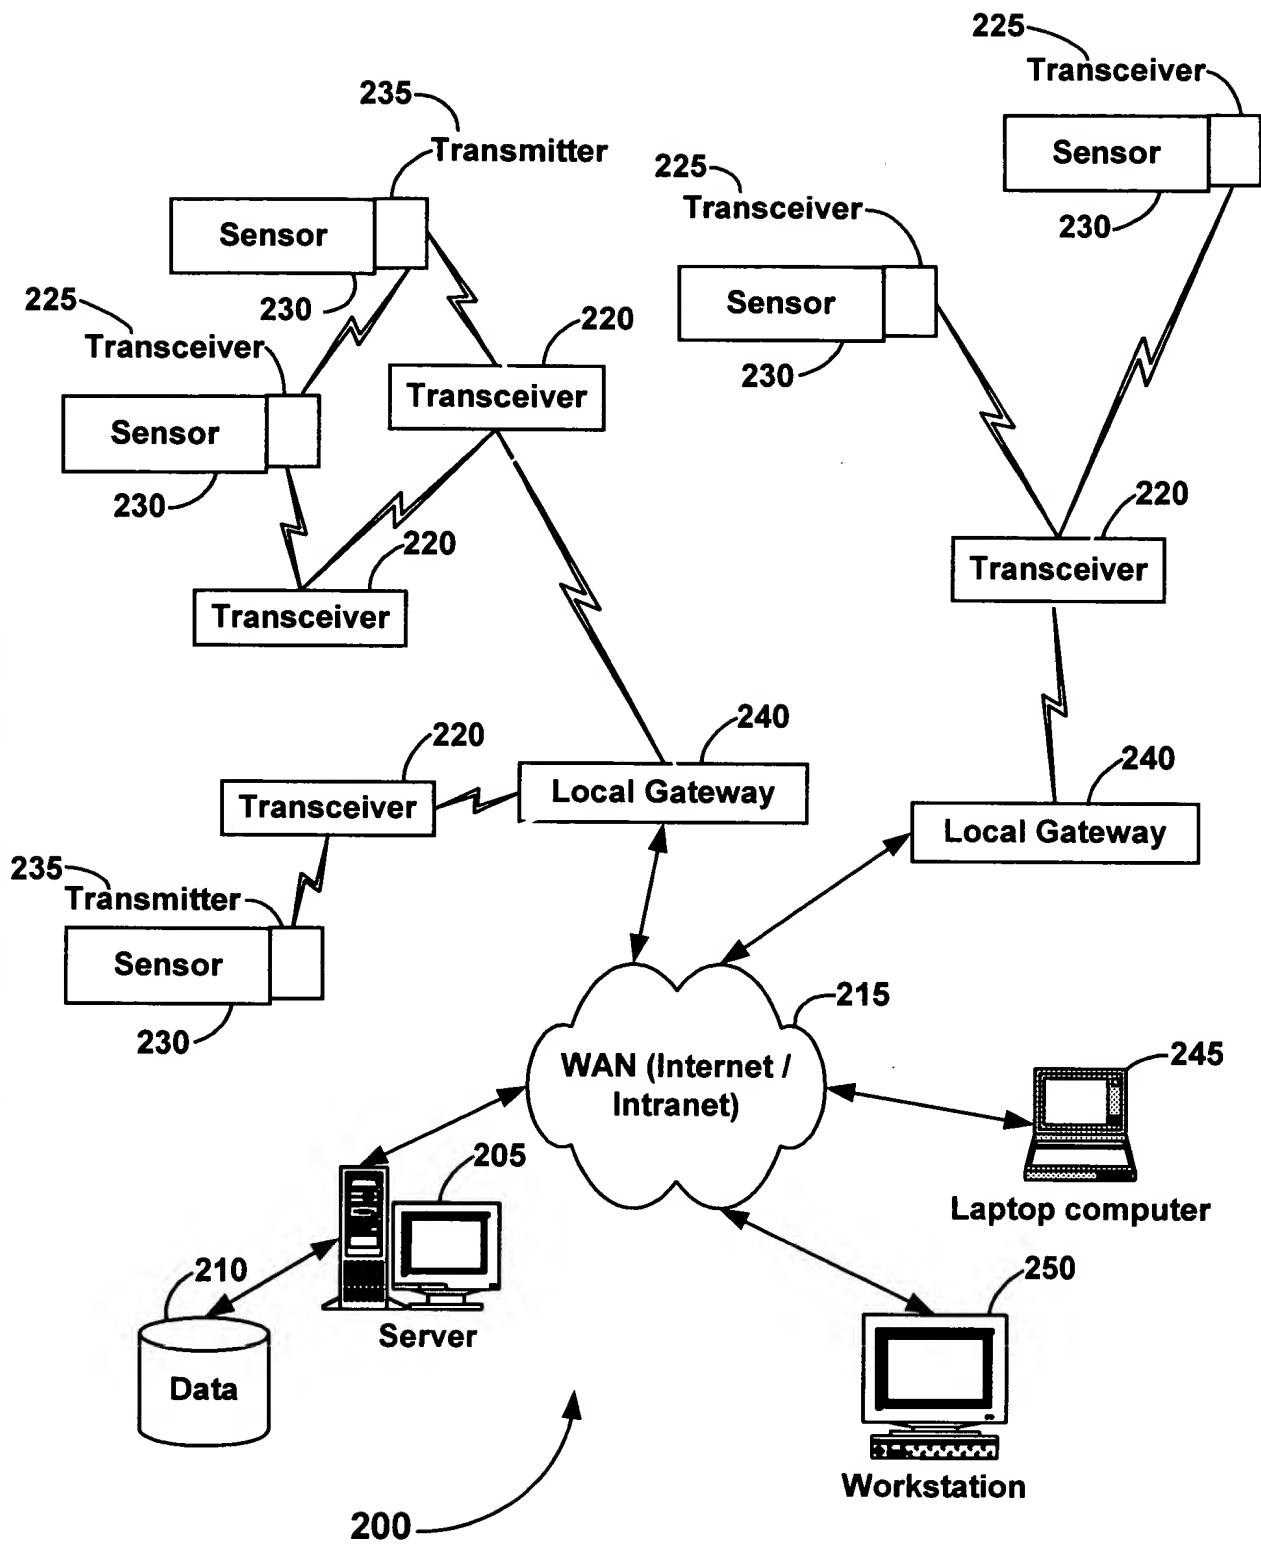 225
Transceiver
235
Transmitter
Sensor
230
225
Transceiver
Sensor
230
Sensor
230
225
Transceiver
220
Transceiver
Sensor
230
Sensor
230
220
Transceiver
220
Transceiver
220
Transceiver
240
Local Gateway
240
Local Gateway
235
Transmitter
Sensor
230
215
WAN (Internet /
Intranet)
245
Laptop computer
205
Server
210
Data
250
Workstation
200